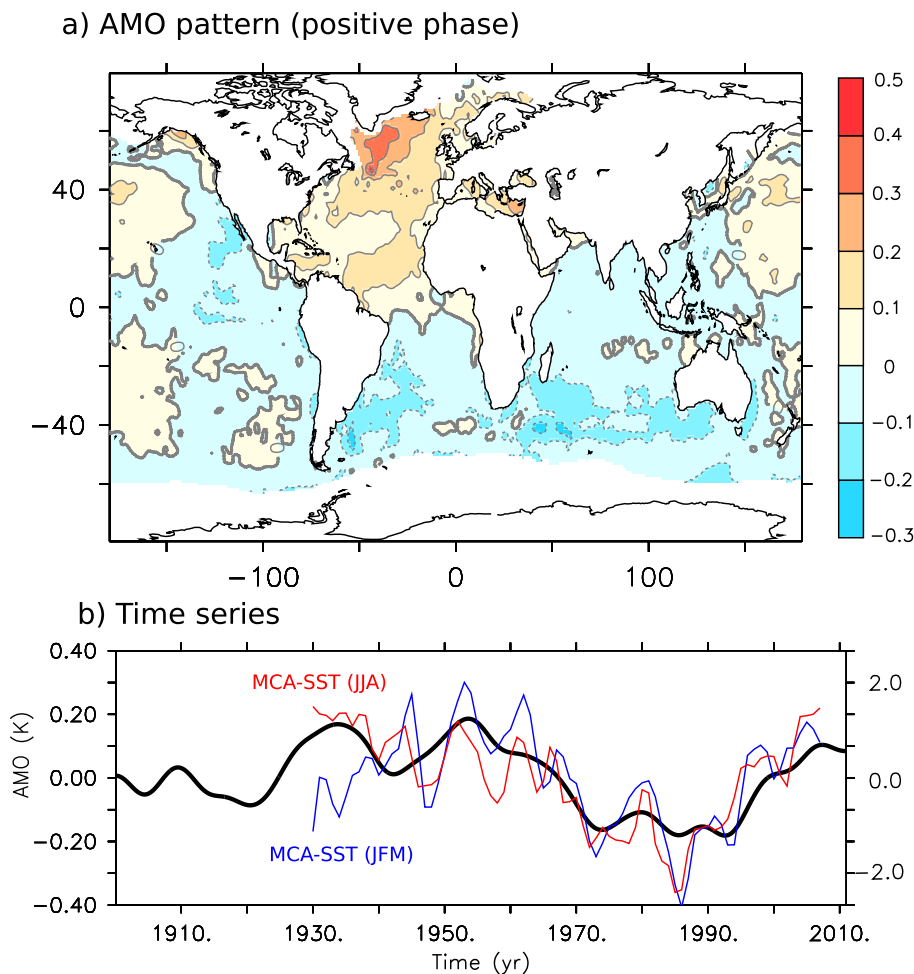 a) AMO pattern (positive phase)
0.5
0.4
0.3
0.2
0.1
0
-0.1
-0.2
-0.3
40
0
-40
-100 0 100
b) Time series
0.40
0.20
0.00
-0.20
-0.40
AMO (K)
MCA-SST (JJA)
MCA-SST (JFM)
2.0
0.0
-2.0
1910. 1930. 1950. 1970. 1990. 2010.
Time (yr)